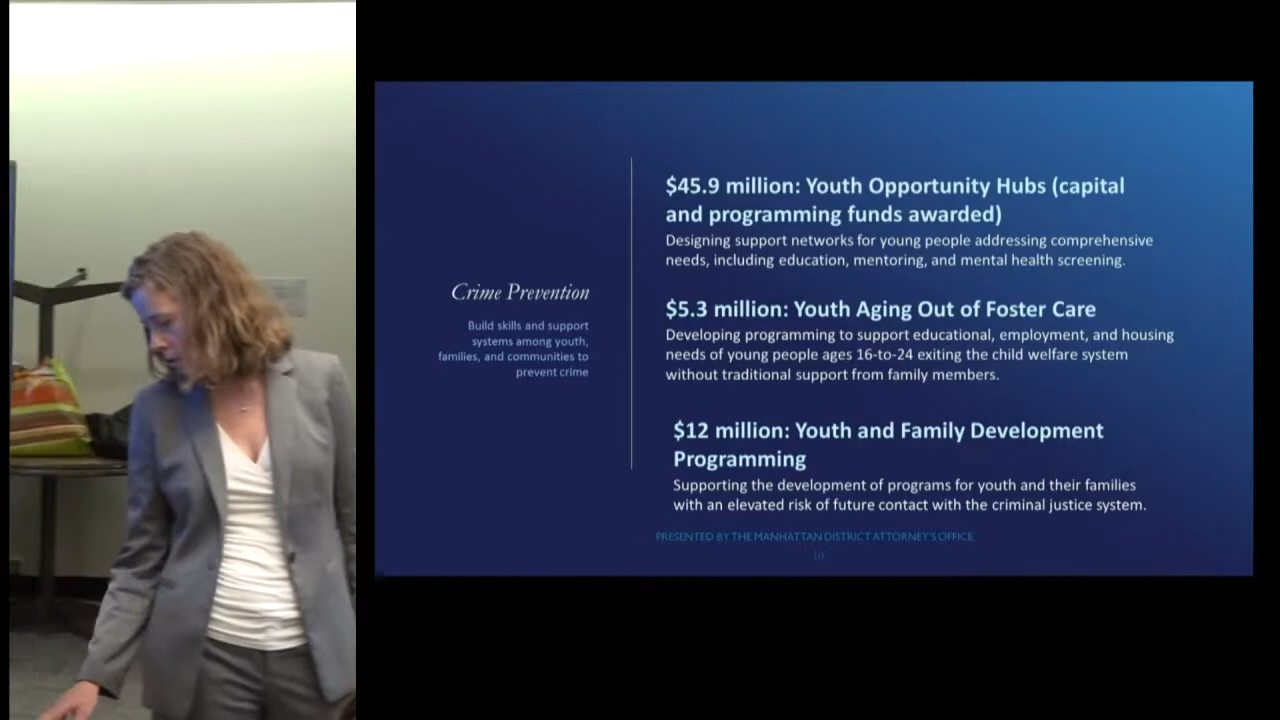 Crime Prevention
Build skills and support
systems among youth,
families, and communities to
prevent crime
$45.9 million: Youth Opportunity Hubs (capital
and programming funds awarded)
Designing support networks for young people addressing comprehensive
needs, including education, mentoring, and mental health screening.
$5.3 million: Youth Aging Out of Foster Care
Developing programming to support educational, employment, and housing
needs of young people ages 16-to-24 exiting the child welfare system
without traditional support from family members.
$12 million: Youth and Family Development
Programming
Supporting the development of programs for youth and their families
with an elevated risk of future contact with the criminal justice system.
PRESENTED BY THE MANHATTAN DISTRICT ATTORNEY'S OFFICE
10